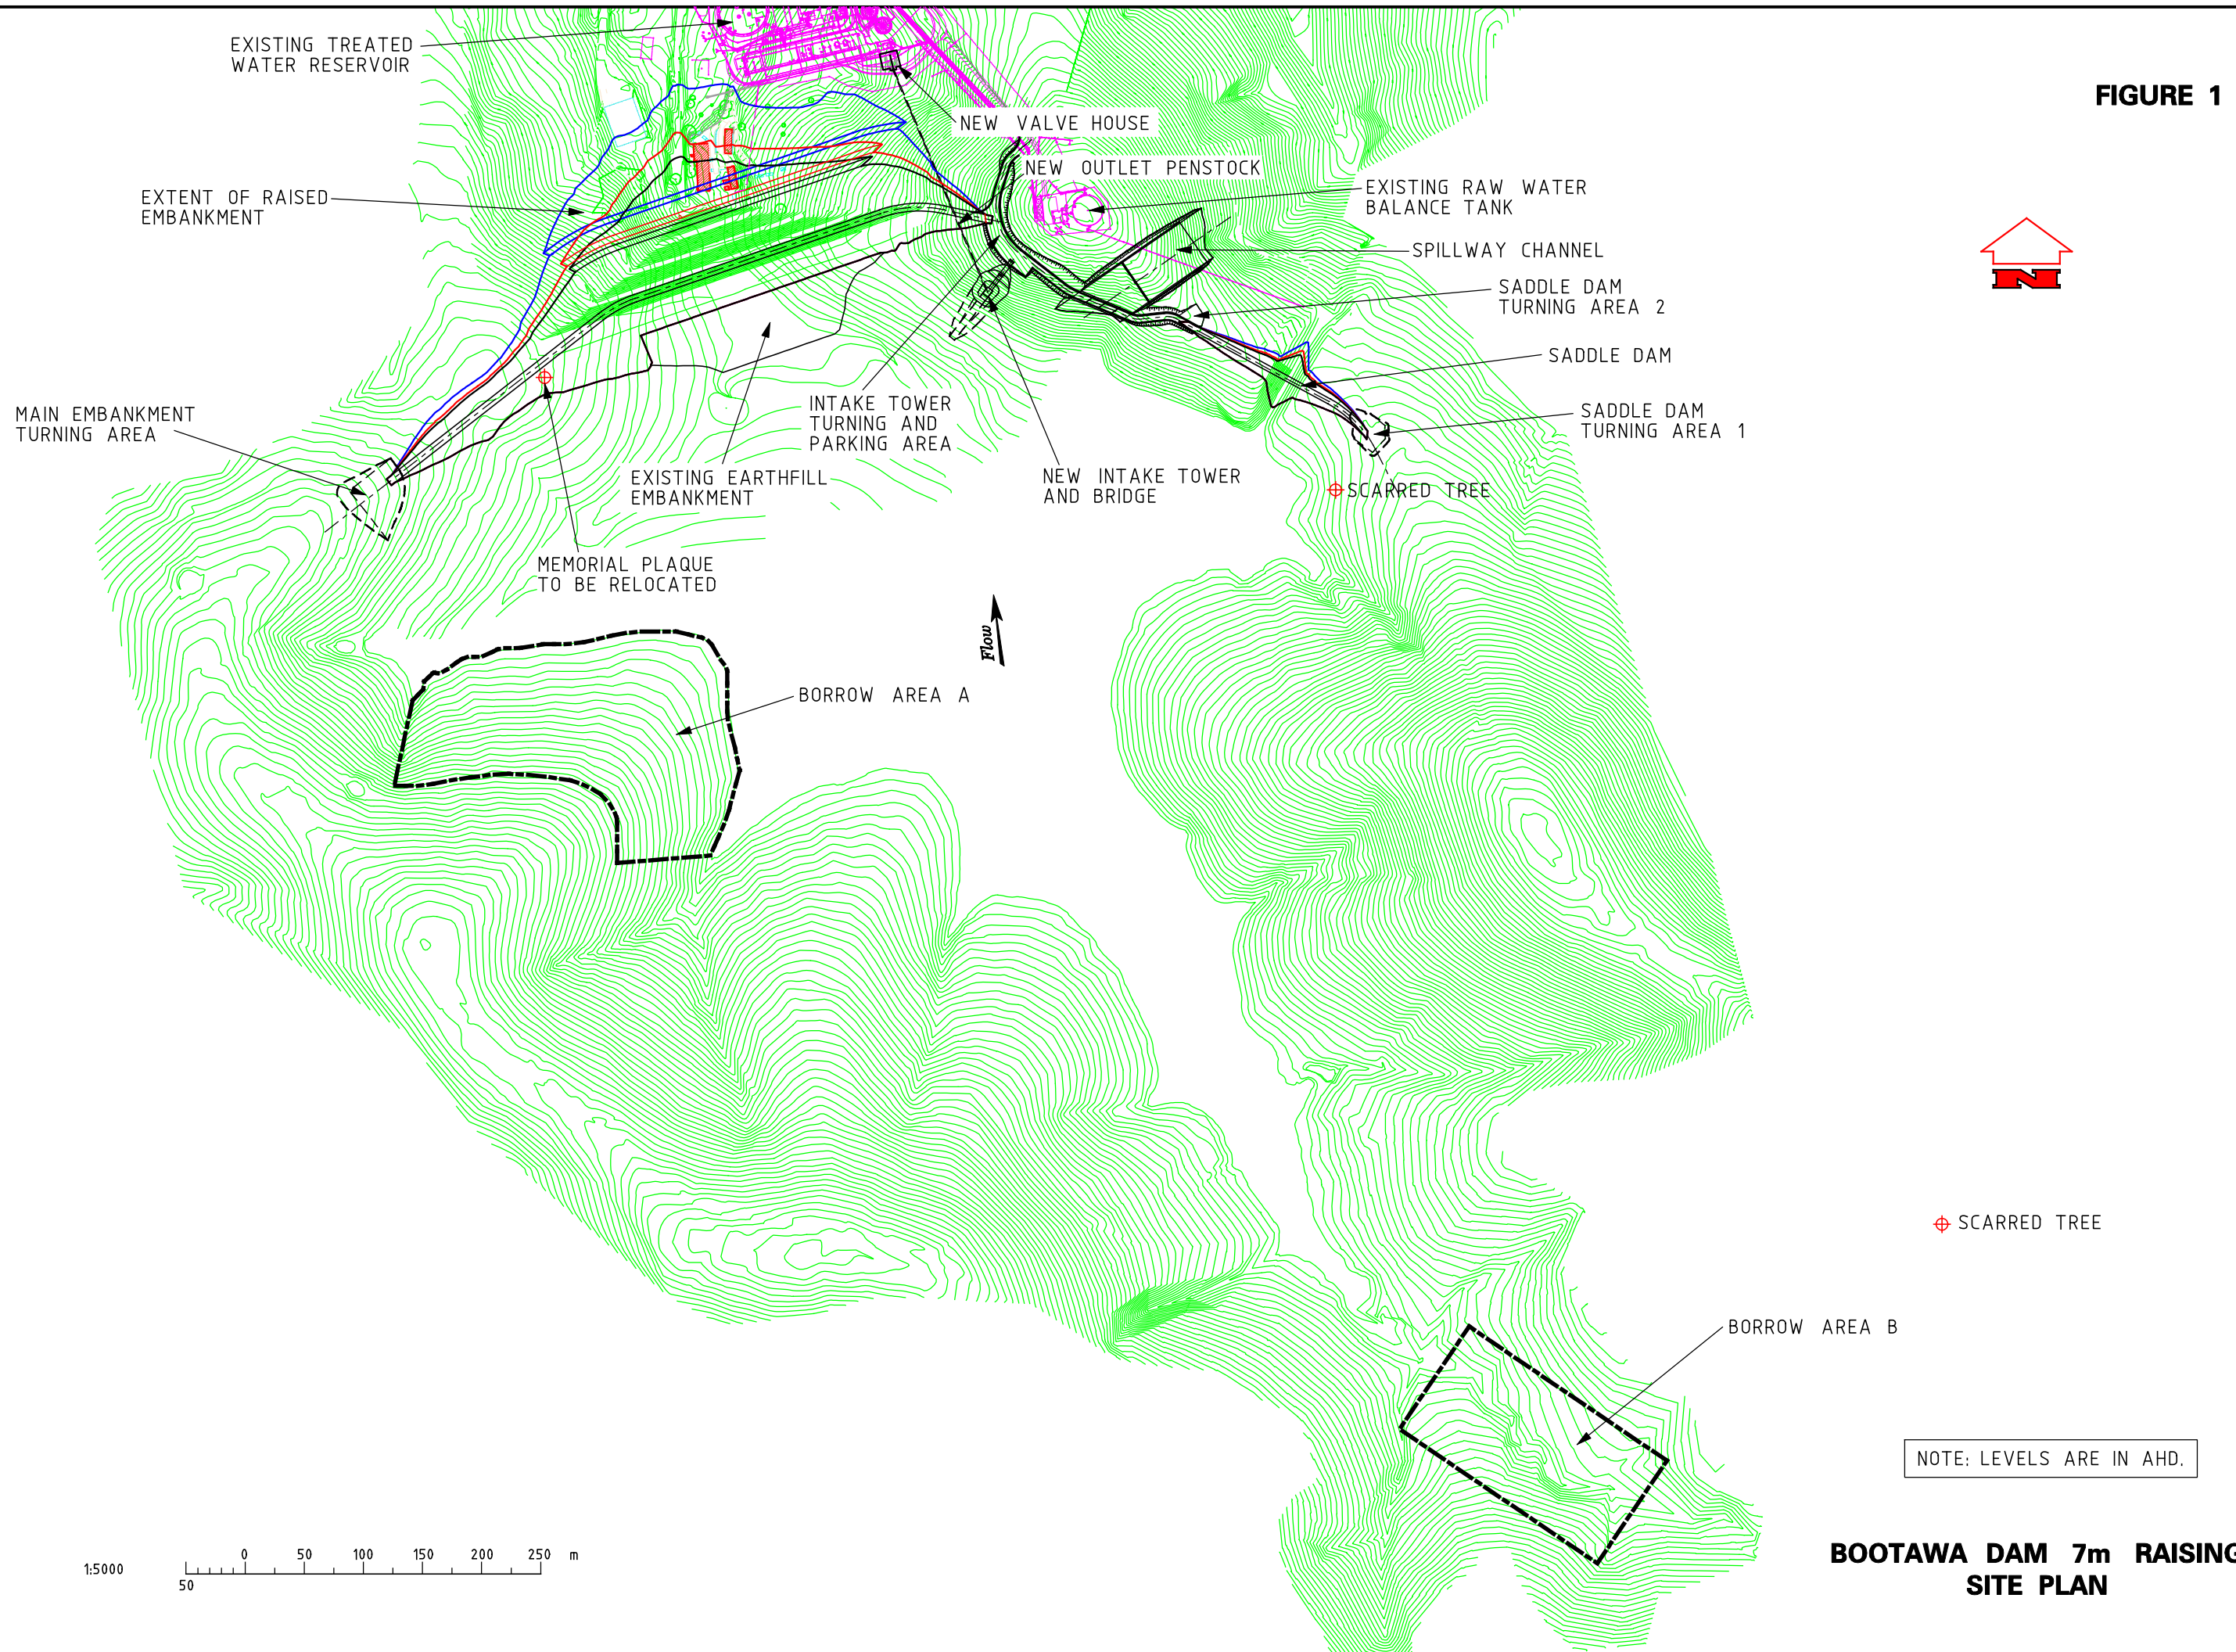 EXISTING TREATED
WATER RESERVOIR
FIGURE 1
NEW VALVE HOUSE
NEW OUTLET PENSTOCK
EXTENT OF RAISED
EMBANKMENT
EXISTING RAW WATER
BALANCE TANK
SPILLWAY CHANNEL
N
SADDLE DAM
TURNING AREA 2
SADDLE DAM
MAIN EMBANKMENT
TURNING AREA
INTAKE TOWER
TURNING AND
PARKING AREA
SADDLE DAM
TURNING AREA 1
EXISTING EARTHFILL
EMBANKMENT
NEW INTAKE TOWER
AND BRIDGE
SCARRED TREE
MEMORIAL PLAQUE
TO BE RELOCATED
Flow
BORROW AREA A
SCARRED TREE
BORROW AREA B
NOTE: LEVELS ARE IN AHD.
1:5000
50 0 50 100 150 200 250 m
BOOTAWA DAM 7m RAISING
SITE PLAN